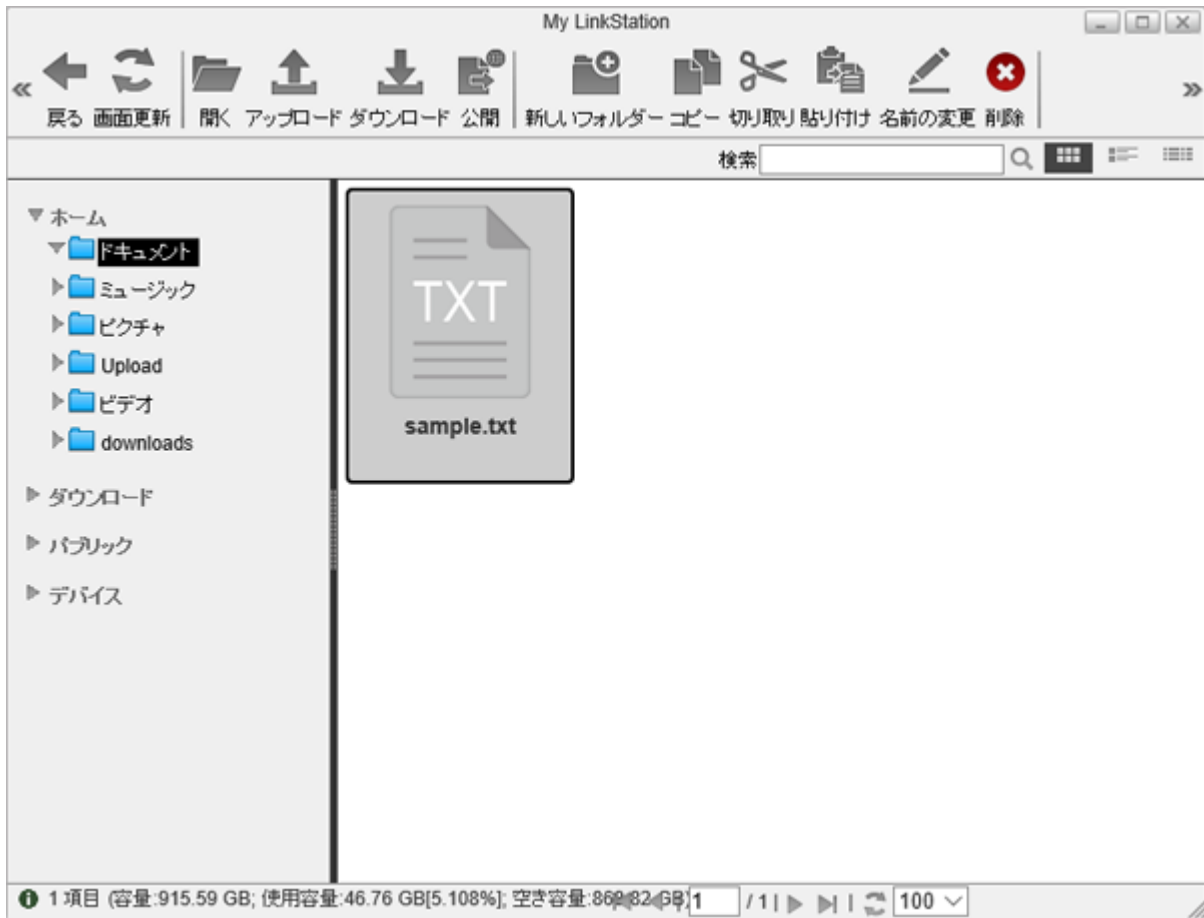 My LinkStation
戻る 画面更新 開く アップロード ダウンロード 公開 新しいフォルダー コピー 切り取り 貼り付け 名前の変更 削除
検索
ホーム
ドキュメント
ミュージック
ピクチャ
Upload
ビデオ
downloads
ダウンロード
パブリック
デバイス
TXT
sample.txt
1 項目 (容量:915.59 GB; 使用容量:46.76 GB[5.108%]; 空き容量:868.82 GB) 1 / 1 100